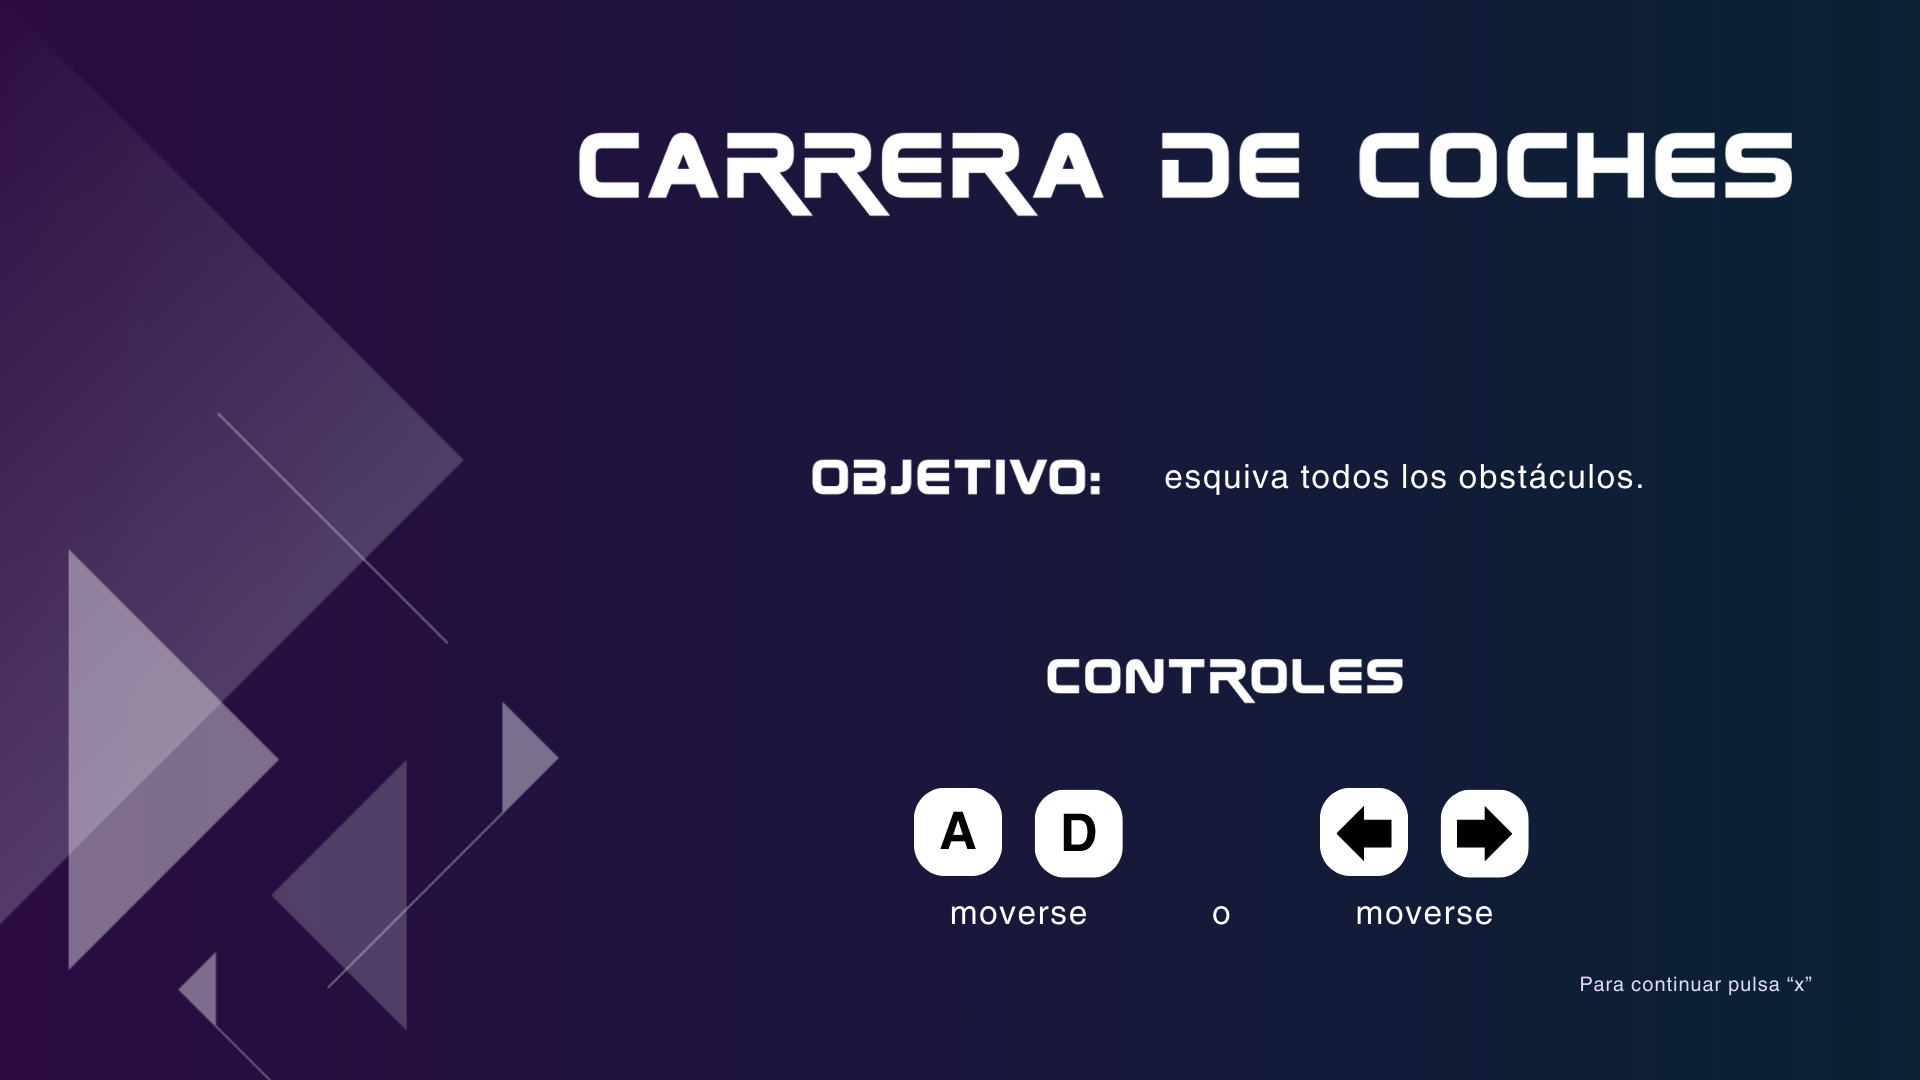 CARRERA DE COCHES
OBJETIVO: esquiva todos los obstáculos.
CONTROLES
A D
moverse o moverse
Para continuar pulsa “x”